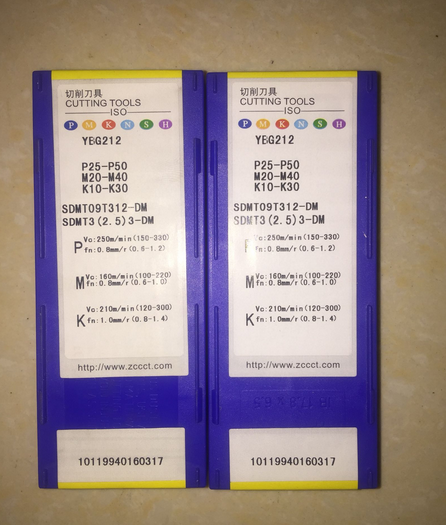 切削刀具
CUTTING TOOLS
ISO
P M K N S H
YBG212
P25-P50
M20-M40
K10-K30
SDMT09T312-DM
SDMT3(2.5)3-DM
P Vc:250m/min(150-330)
fn:0.8mm/r(0.6-1.2)
M Vc:160m/min(100-220)
fn:0.8mm/r(0.6-1.0)
K Vc:210m/min(120-300)
fn:1.0mm/r(0.8-1.4)
http://www.zccct.com
10119940160317
切削刀具
CUTTING TOOLS
ISO
P M K N S H
YBG212
P25-P50
M20-M40
K10-K30
SDMT09T312-DM
SDMT3(2.5)3-DM
P Vc:250m/min(150-330)
fn:0.8mm/r(0.6-1.2)
M Vc:160m/min(100-220)
fn:0.8mm/r(0.6-1.0)
K Vc:210m/min(120-300)
fn:1.0mm/r(0.8-1.4)
http://www.zccct.com
10119940160317